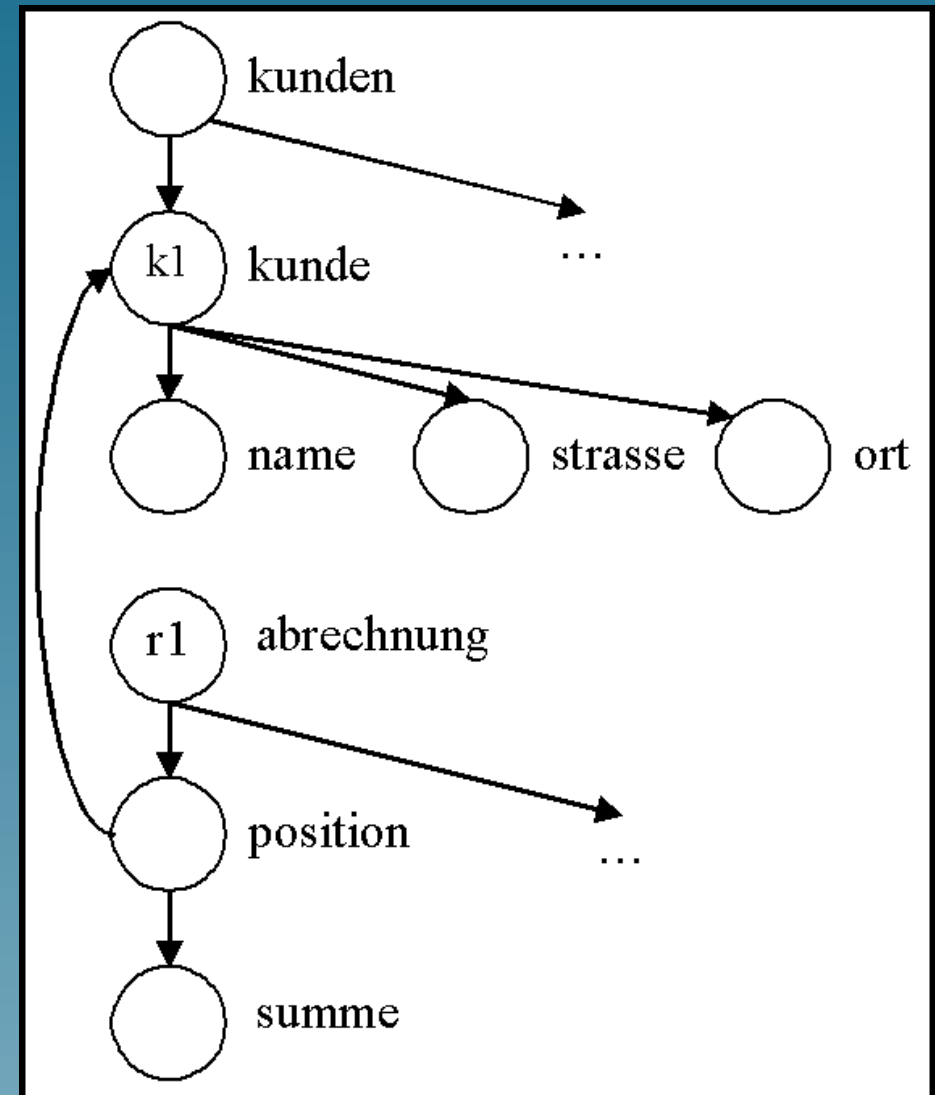 kunden
...
k1 kunde
name strasse ort
r1 abrechnung
position
...
summe